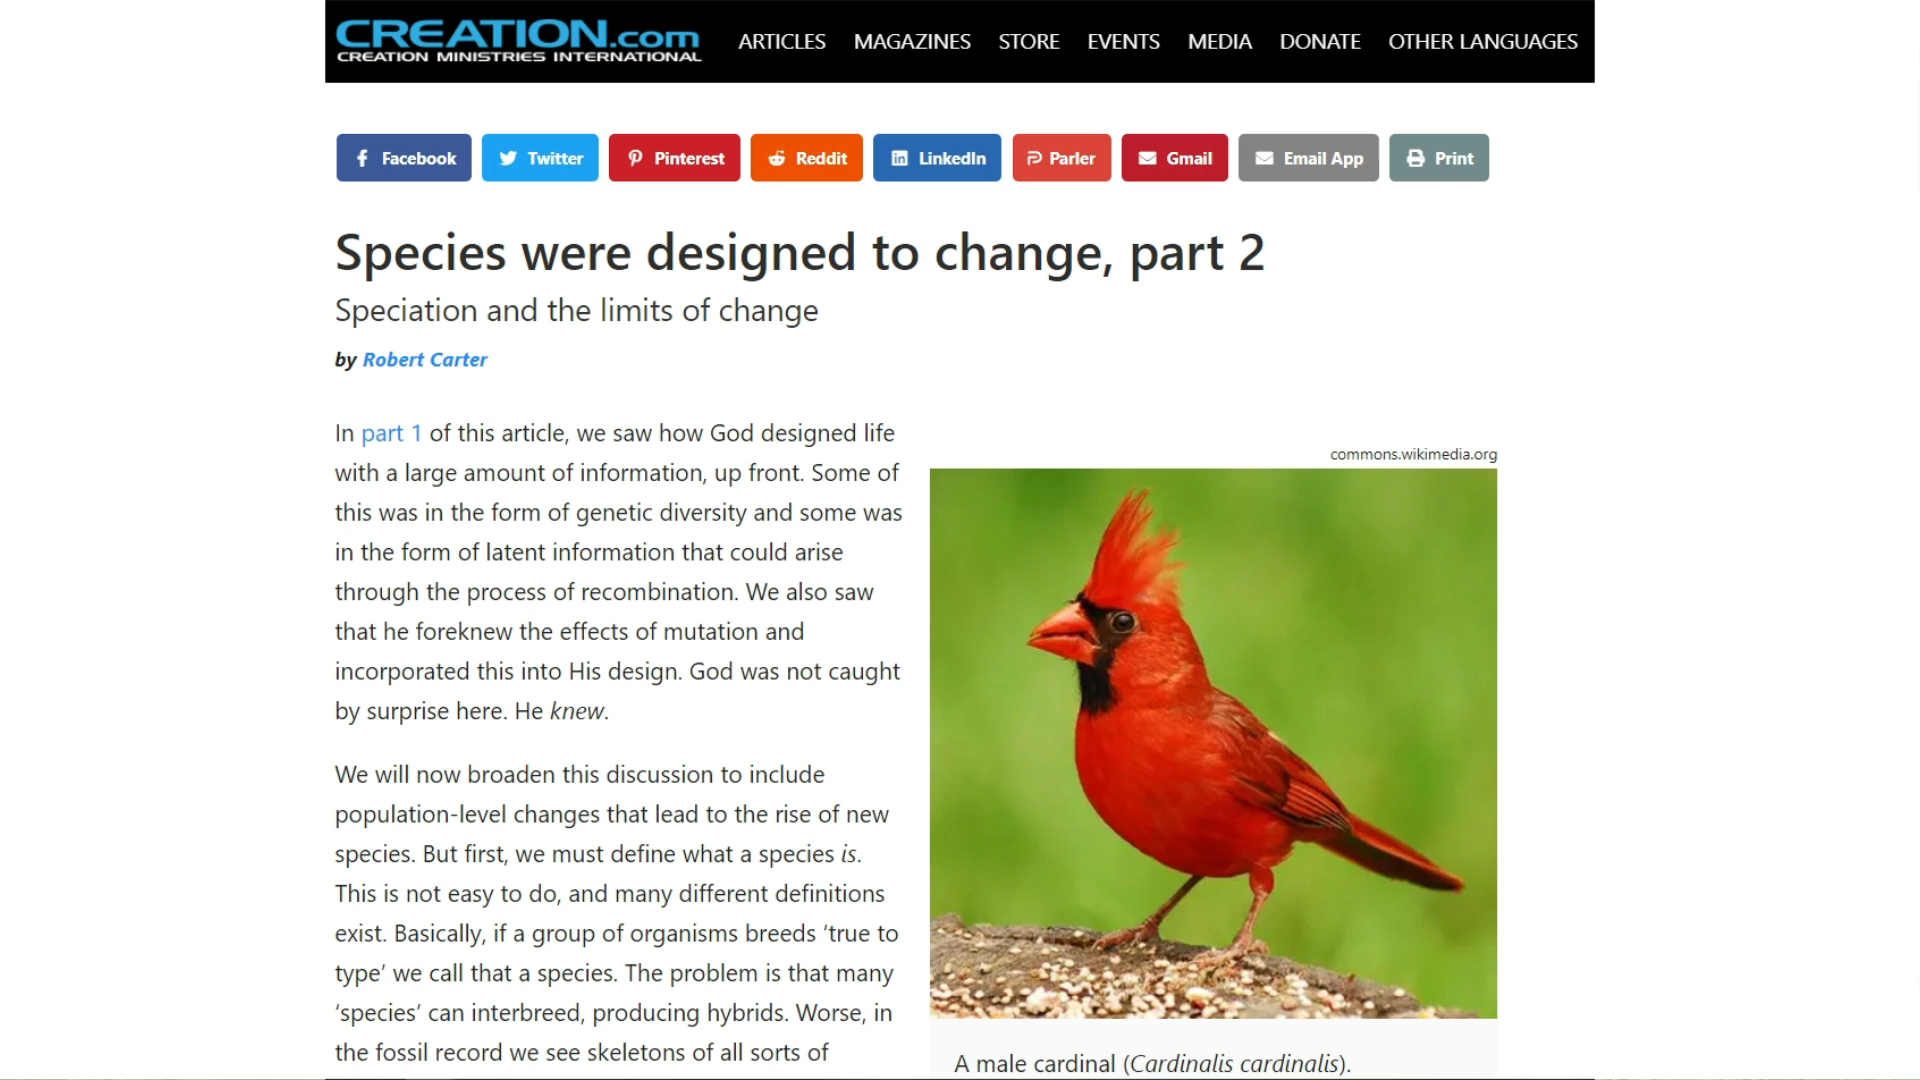 CREATION.com
CREATION MINISTRIES INTERNATIONAL
ARTICLES MAGAZINES STORE EVENTS MEDIA DONATE OTHER LANGUAGES
Facebook Twitter Pinterest Reddit LinkedIn Parler Gmail Email App Print
Species were designed to change, part 2
Speciation and the limits of change
by Robert Carter
In part 1 of this article, we saw how God designed life
with a large amount of information, up front. Some of
this was in the form of genetic diversity and some was
in the form of latent information that could arise
through the process of recombination. We also saw
that he foreknew the effects of mutation and
incorporated this into His design. God was not caught
by surprise here. He knew.
We will now broaden this discussion to include
population-level changes that lead to the rise of new
species. But first, we must define what a species is.
This is not easy to do, and many different definitions
exist. Basically, if a group of organisms breeds ‘true to
type’ we call that a species. The problem is that many
‘species’ can interbreed, producing hybrids. Worse, in
the fossil record we see skeletons of all sorts of
commons.wikimedia.org
A male cardinal (Cardinalis cardinalis).